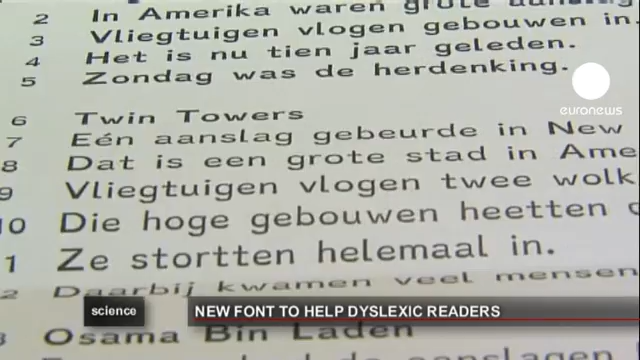 2 In Amerika waren grote
3 Vliegtuigen vlogen gebouwen in.
4 Het is nu tien jaar geleden.
5 Zondag was de herdenking.
euronews
6 Twin Towers
7 Eén aanslag gebeurde in New
8 Dat is een grote stad in Ame
9 Vliegtuigen vlogen twee wolk
10 Die hoge gebouwen heetten
1 Ze stortten helemaal in.
2 Daarbij kwamen veel mensen
science NEW FONT TO HELP DYSLEXIC READERS
3 Osama Bin Laden